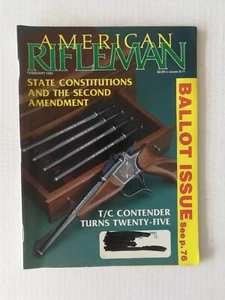 AMERICAN
RIFLEMAN
STATE CONSTITUTIONS
AND THE SECOND
AMENDMENT
BALLOT ISSUE
See p. 76
T/C CONTENDER
TURNS TWENTY-FIVE